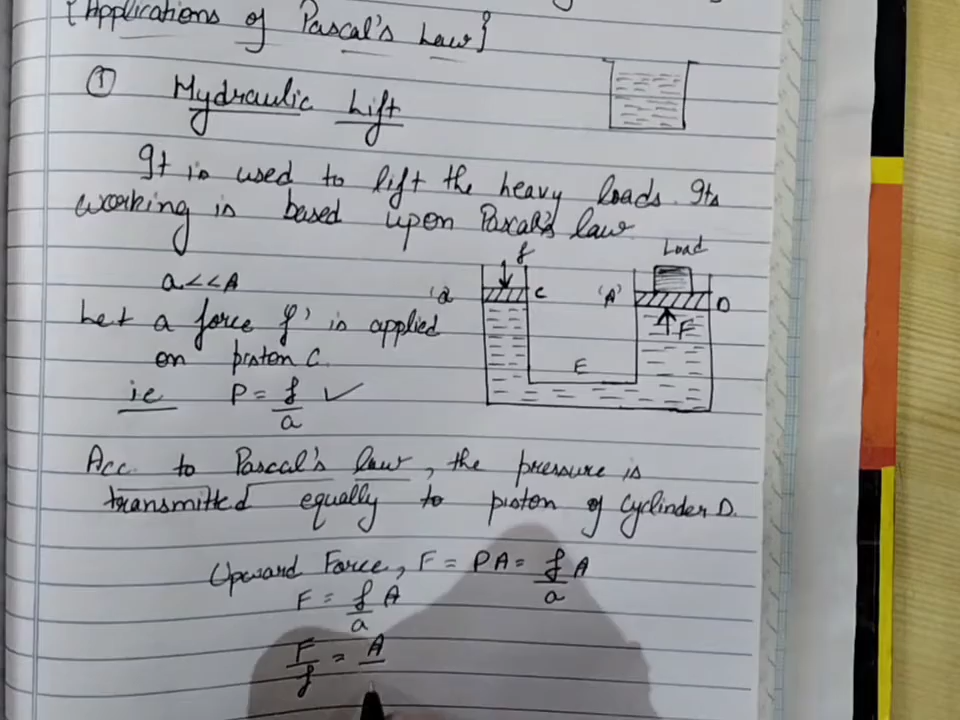 {Applications of Pascal's Law}
① Hydraulic Lift
It is used to lift the heavy loads. Its
working is based upon Pascal's law
f
Load
a<<A
'a
C
'A'
D
Let a force f' is applied
F
on piston C.
E
ie P = f/a ✓
Acc. to Pascal's law, the pressure is
transmitted equally to piston of cylinder D.
Upward Force, F = PA = f/a A
F = f/a A
F/f = A